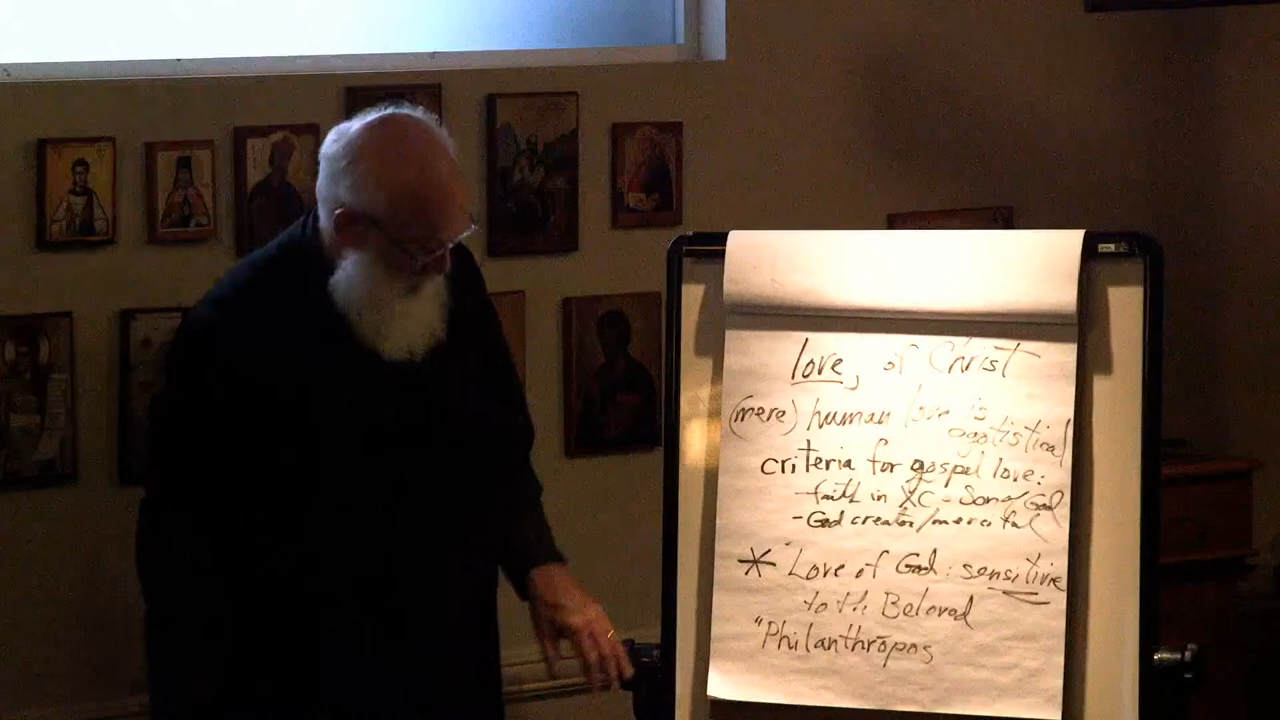 love, of Christ
(mere) human love is
egotistical
criteria for gospel love:
- faith in XC - Son of God
- God creator/merciful
* Love of God: sensitive
to the Beloved
"Philanthrōpos